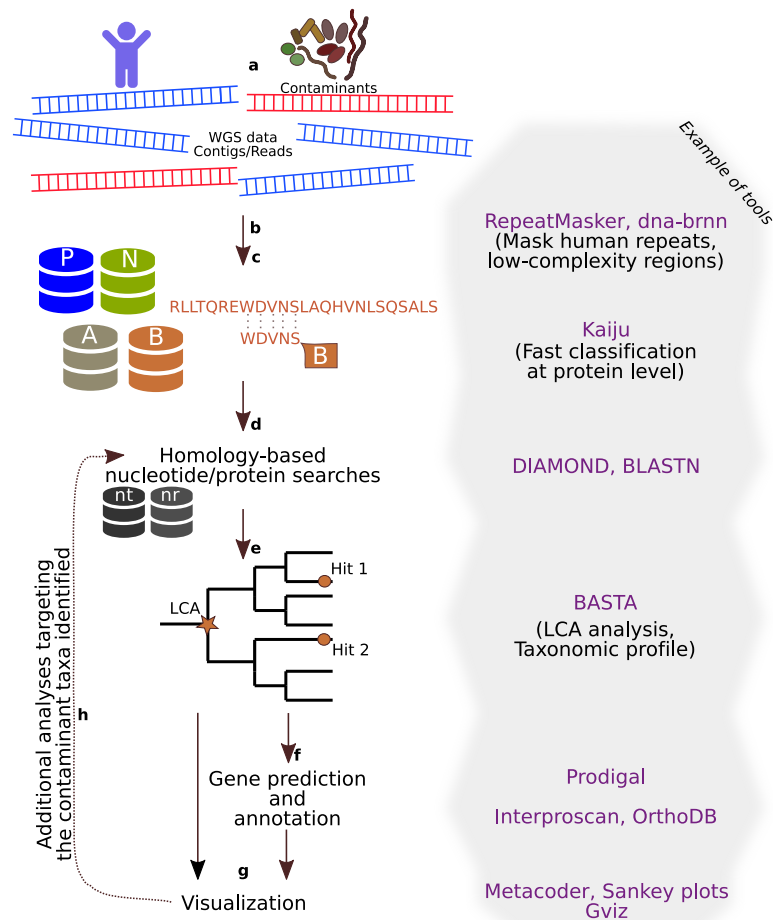 a
Contaminants
WGS data
Contigs/Reads
Example of tools
b
RepeatMasker, dna-brnn
(Mask human repeats,
low-complexity regions)
c
P
N
A
B
RLLTQREWDVNSLAQHVNLSQSALS
WDVNS
B
Kaiju
(Fast classification
at protein level)
d
Homology-based
nucleotide/protein searches
nt
nr
DIAMOND, BLASTN
e
LCA
Hit 1
Hit 2
BASTA
(LCA analysis,
Taxonomic profile)
f
Gene prediction
and
annotation
Prodigal
Interproscan, OrthoDB
g
Visualization
Metacoder, Sankey plots
Gviz
h
Additional analyses targeting
the contaminant taxa identified